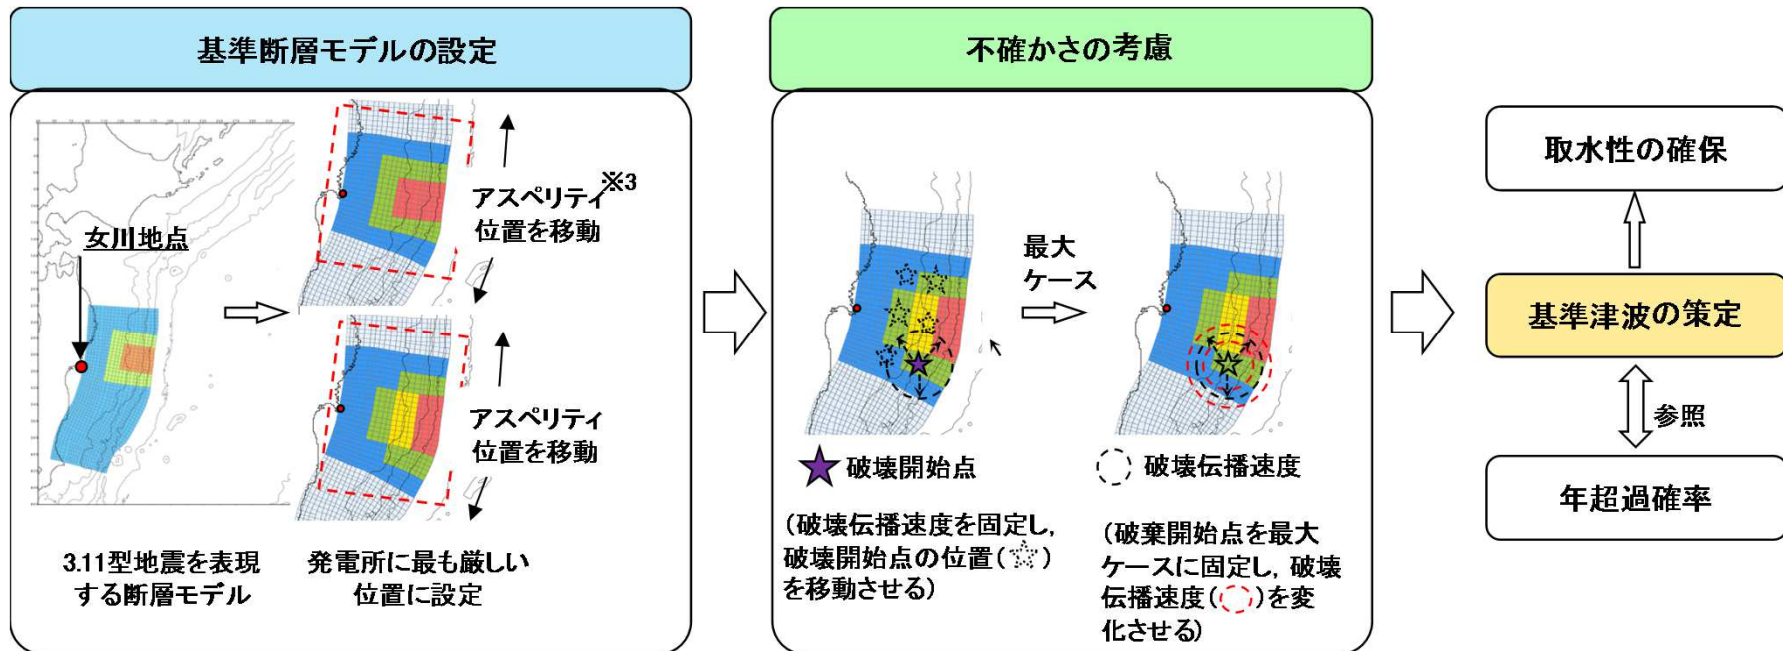 基準断層モデルの設定
女川地点
アスペリティ※3
位置を移動
アスペリティ
位置を移動
3.11型地震を表現
する断層モデル
発電所に最も厳しい
位置に設定
不確かさの考慮
最大
ケース
破壊開始点
(破壊伝播速度を固定し,
破壊開始点の位置(☆)
を移動させる)
破壊伝播速度
(破棄開始点を最大
ケースに固定し, 破壊
伝播速度(◯)を変
化させる)
取水性の確保
基準津波の策定
参照
年超過確率